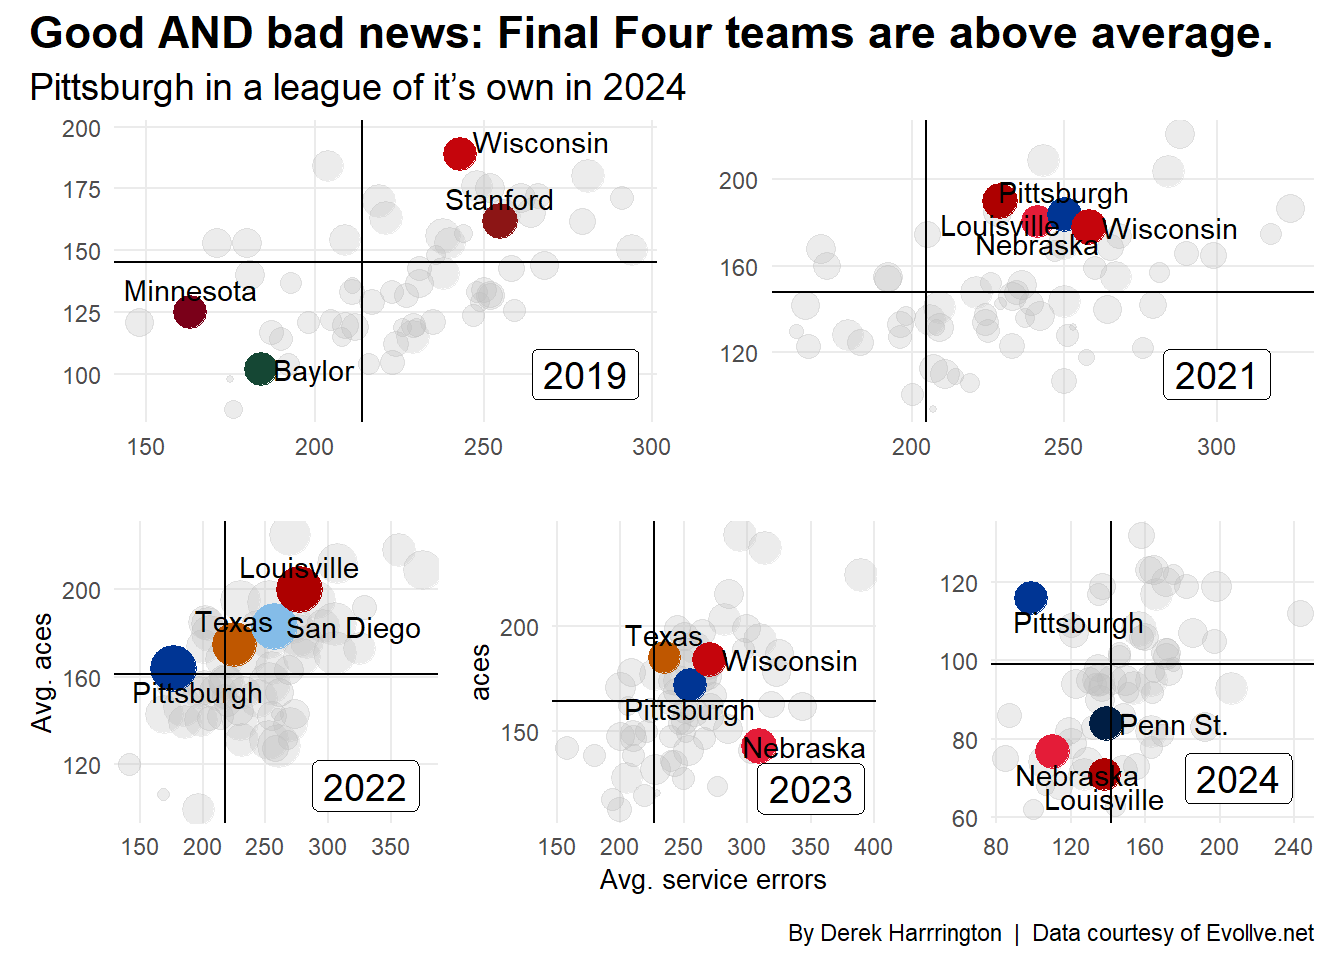 Good AND bad news: Final Four teams are above average.
Pittsburgh in a league of it’s own in 2024
200
175
150
125
100
Wisconsin
Stanford
Minnesota
Baylor
2019
150
200
250
300
200
160
120
Pittsburgh
Louisville
Wisconsin
Nebraska
2021
200
250
300
Avg. aces
200
160
120
Louisville
Texas
San Diego
Pittsburgh
2022
150
200
250
300
350
aces
200
150
Texas
Wisconsin
Pittsburgh
Nebraska
2023
150
200
250
300
350
400
Avg. service errors
120
100
80
60
Pittsburgh
Penn St.
Nebraska
Louisville
2024
80
120
160
200
240
By Derek Harrrington | Data courtesy of Evollve.net